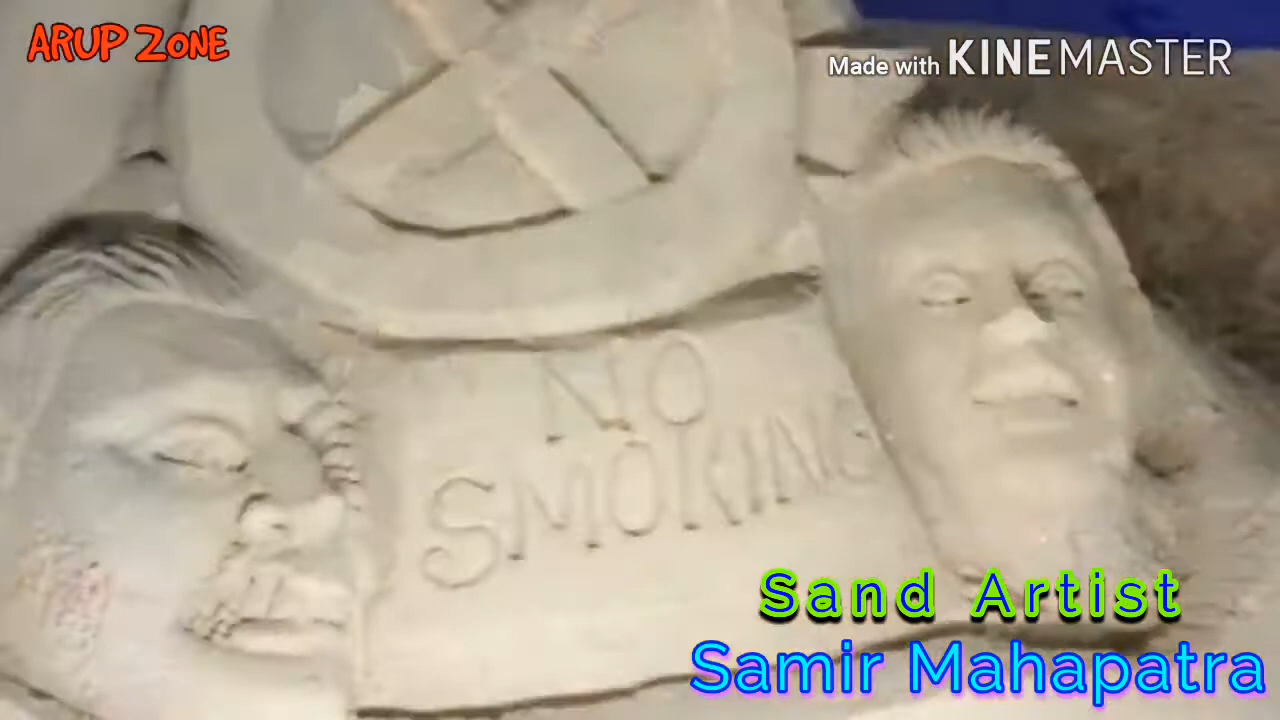 ARUP ZONE
Made with KINEMASTER
NO
SMOKING
Sand Artist
Samir Mahapatra